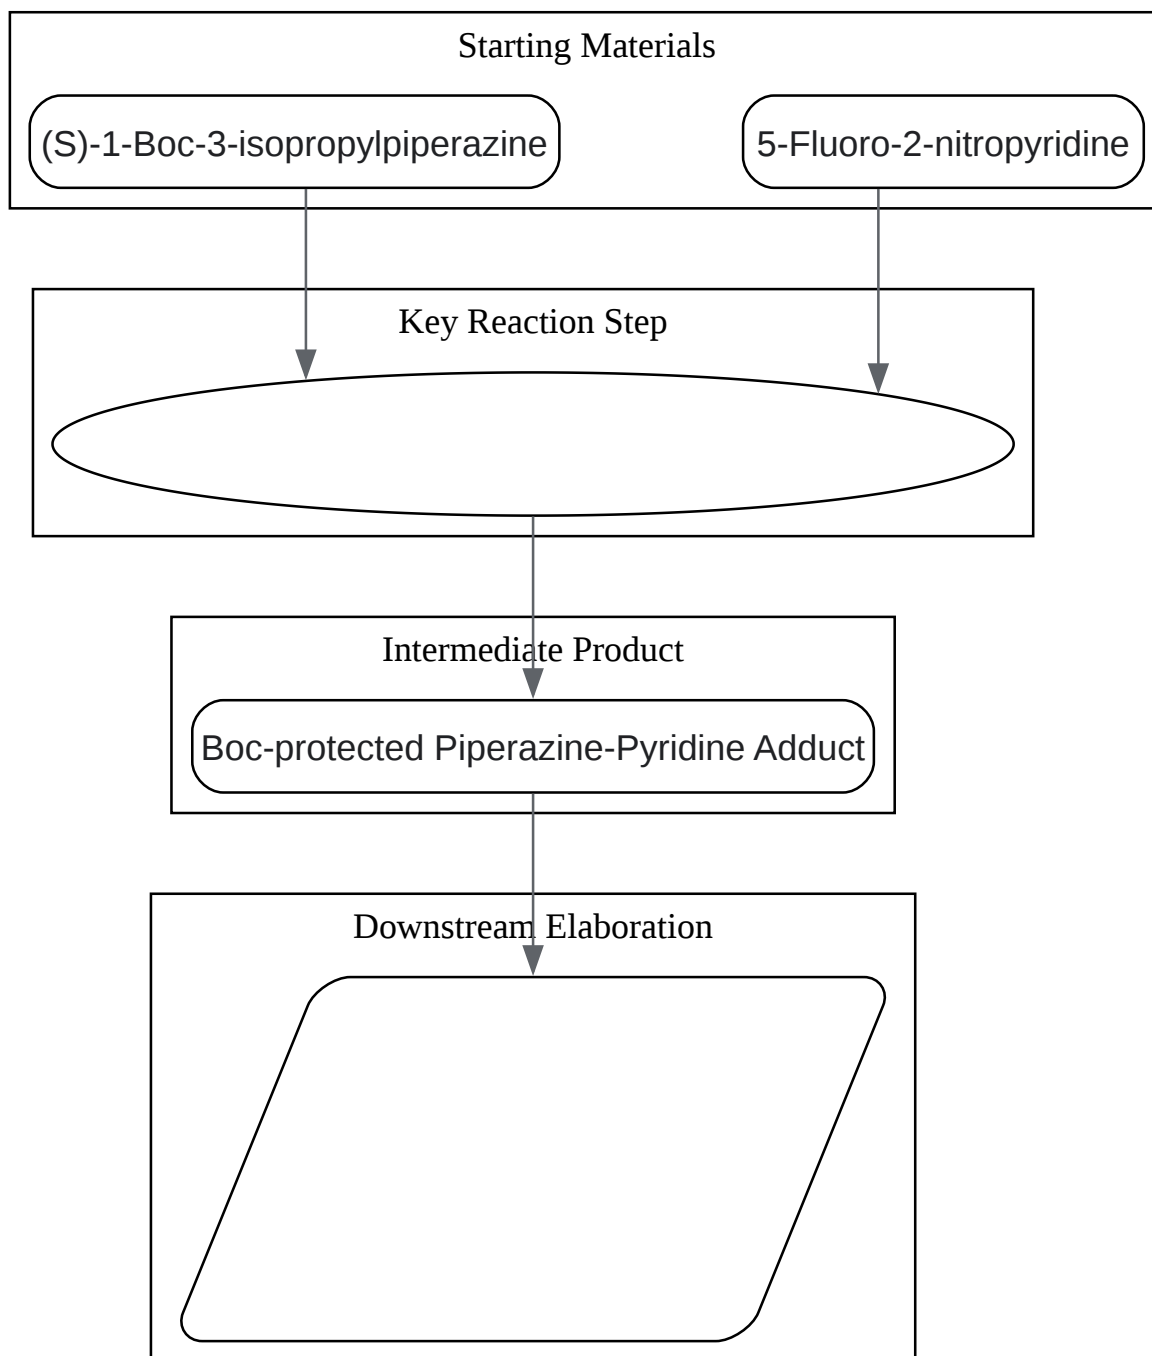 Starting Materials
(S)-1-Boc-3-isopropylpiperazine
5-Fluoro-2-nitropyridine
Key Reaction Step
Intermediate Product
Boc-protected Piperazine-Pyridine Adduct
Downstream Elaboration